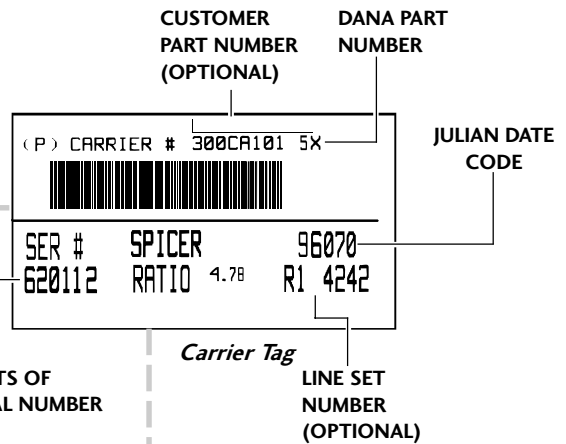 CUSTOMER
PART NUMBER
(OPTIONAL)
DANA PART
NUMBER
(P) CARRIER # 300CA101 5X
JULIAN DATE
CODE
SER # SPICER 96070
620112 RATIO 4.78 R1 4242
Carrier Tag
TS OF
AL NUMBER
LINE SET
NUMBER
(OPTIONAL)